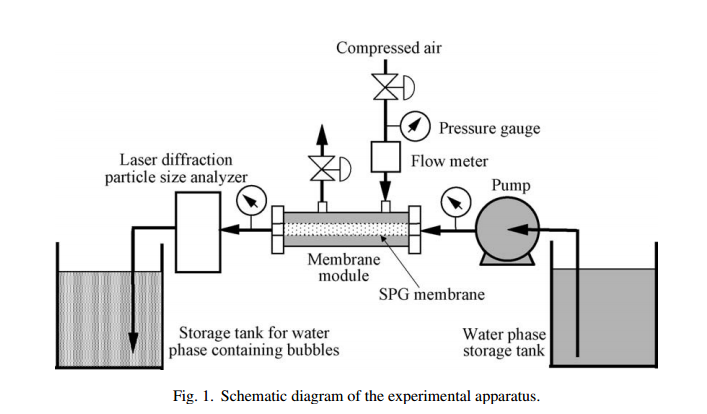 Compressed air
Pressure gauge
Flow meter
Laser diffraction
particle size analyzer
Pump
Membrane
module
SPG membrane
Storage tank for water
phase containing bubbles
Water phase
storage tank
Fig. 1. Schematic diagram of the experimental apparatus.